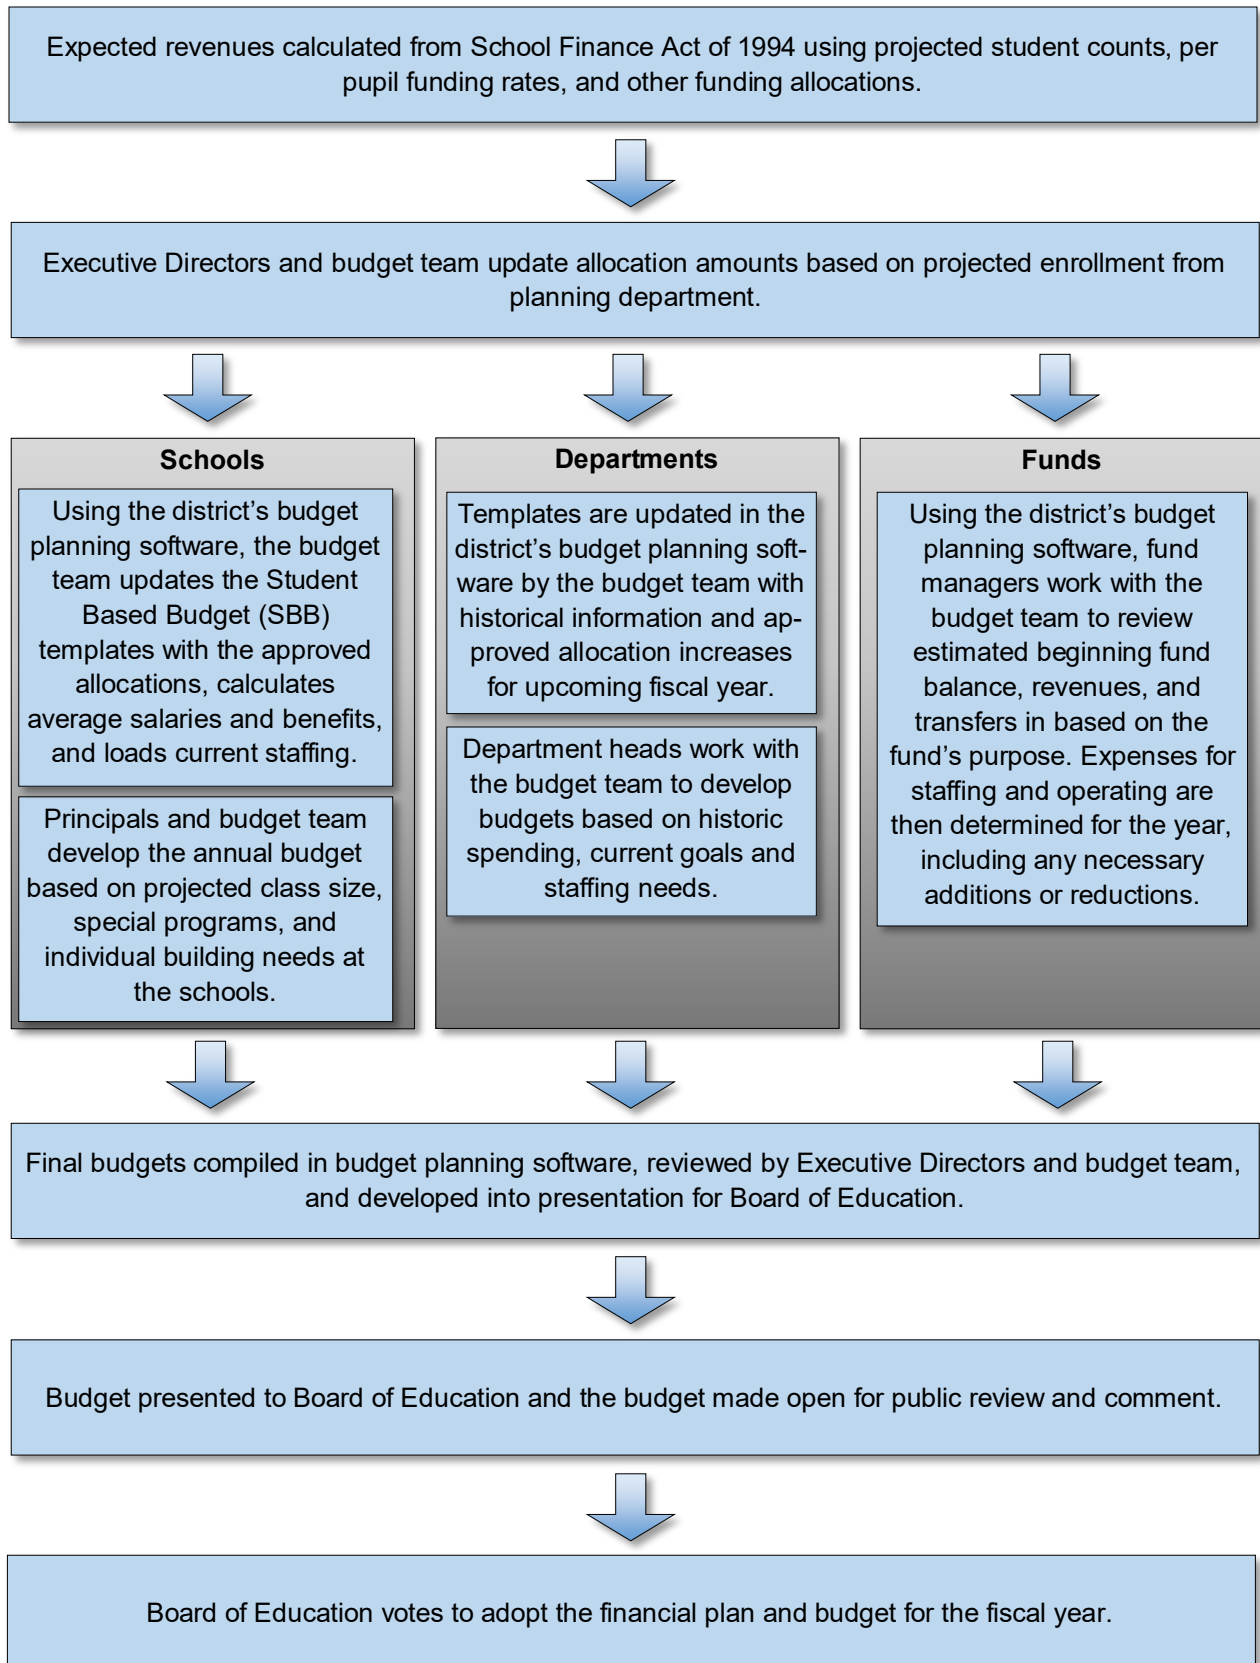 Expected revenues calculated from School Finance Act of 1994 using projected student counts, per
pupil funding rates, and other funding allocations.
Executive Directors and budget team update allocation amounts based on projected enrollment from
planning department.
Schools
Using the district’s budget
planning software, the budget
team updates the Student
Based Budget (SBB)
templates with the approved
allocations, calculates
average salaries and benefits,
and loads current staffing.
Principals and budget team
develop the annual budget
based on projected class size,
special programs, and
individual building needs at
the schools.
Departments
Templates are updated in the
district’s budget planning soft-
ware by the budget team with
historical information and ap-
proved allocation increases
for upcoming fiscal year.
Department heads work with
the budget team to develop
budgets based on historic
spending, current goals and
staffing needs.
Funds
Using the district’s budget
planning software, fund
managers work with the
budget team to review
estimated beginning fund
balance, revenues, and
transfers in based on the
fund’s purpose. Expenses for
staffing and operating are
then determined for the year,
including any necessary
additions or reductions.
Final budgets compiled in budget planning software, reviewed by Executive Directors and budget team,
and developed into presentation for Board of Education.
Budget presented to Board of Education and the budget made open for public review and comment.
Board of Education votes to adopt the financial plan and budget for the fiscal year.